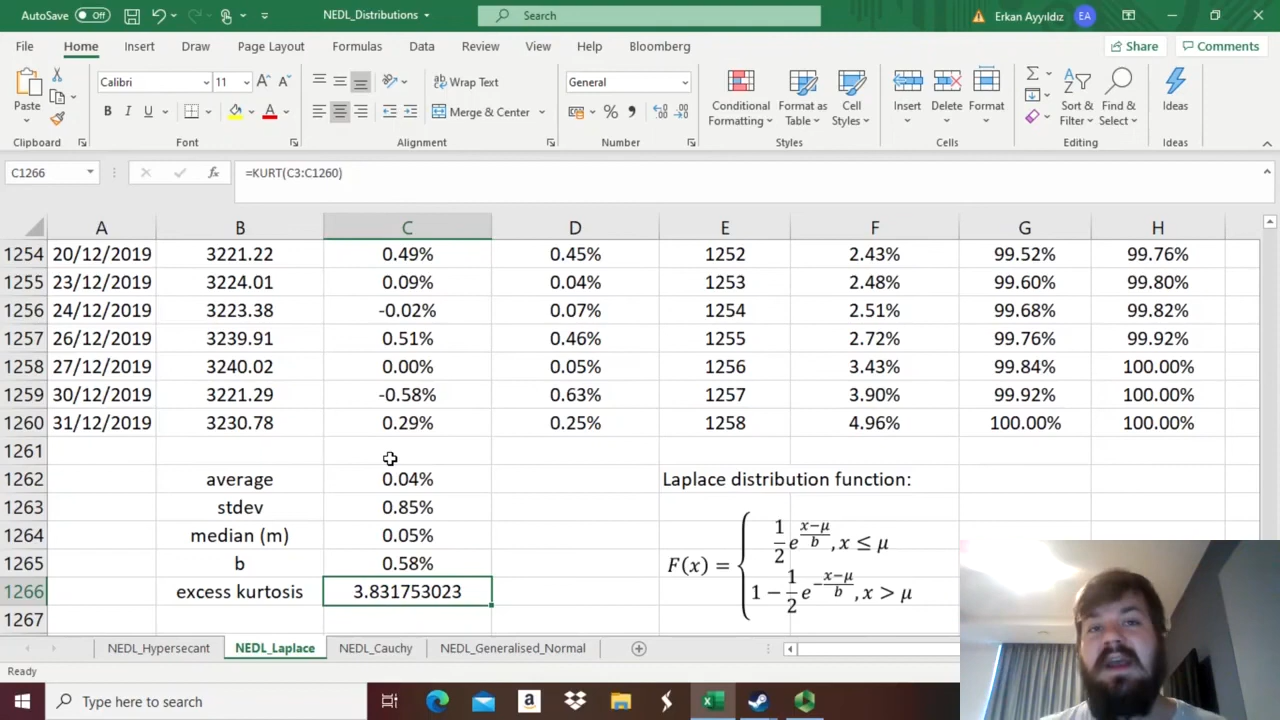 AutoSave Off NEDL_Distributions Search Erkan Ayyıldız EA
File Home Insert Draw Page Layout Formulas Data Review View Help Bloomberg Share Comments
Paste Calibri 11 A A Wrap Text General Conditional Formatting Format as Table Cell Styles Insert Delete Format Sort & Filter Find & Select Ideas
B I U A Merge & Center % ,
Clipboard Font Alignment Number Styles Cells Editing Ideas
C1266 fx =KURT(C3:C1260)
A B C D E F G H
1254 20/12/2019 3221.22 0.49% 0.45% 1252 2.43% 99.52% 99.76%
1255 23/12/2019 3224.01 0.09% 0.04% 1253 2.48% 99.60% 99.80%
1256 24/12/2019 3223.38 -0.02% 0.07% 1254 2.51% 99.68% 99.82%
1257 26/12/2019 3239.91 0.51% 0.46% 1255 2.72% 99.76% 99.92%
1258 27/12/2019 3240.02 0.00% 0.05% 1256 3.43% 99.84% 100.00%
1259 30/12/2019 3221.29 -0.58% 0.63% 1257 3.90% 99.92% 100.00%
1260 31/12/2019 3230.78 0.29% 0.25% 1258 4.96% 100.00% 100.00%
1261
1262 average 0.04% Laplace distribution function:
1263 stdev 0.85%
1264 median (m) 0.05%
1265 b 0.58%
1266 excess kurtosis 3.831753023
1267
F(x) = { 1/2 e^((x−μ)/b), x ≤ μ
1 − 1/2 e^(−(x−μ)/b), x > μ
NEDL_Hypersecant NEDL_Laplace NEDL_Cauchy NEDL_Generalised_Normal
Ready
Type here to search